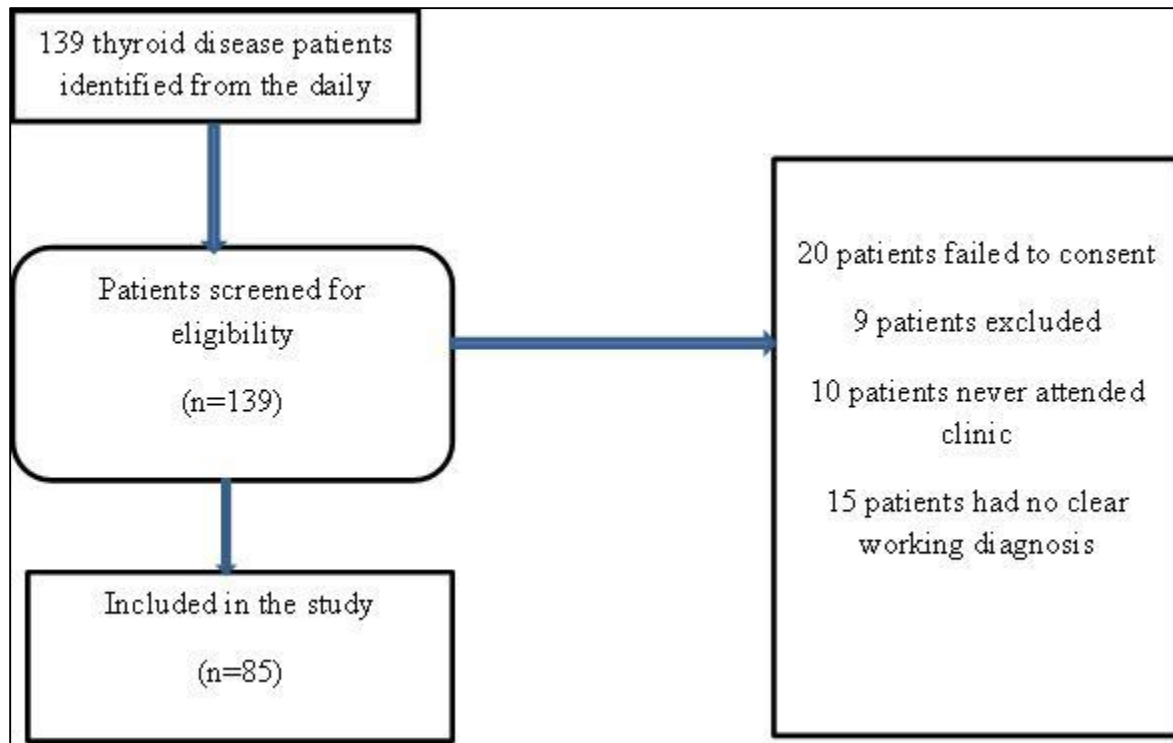 139 thyroid disease patients
identified from the daily
Patients screened for
eligibility
(n=139)
20 patients failed to consent
9 patients excluded
10 patients never attended
clinic
15 patients had no clear
working diagnosis
Included in the study
(n=85)